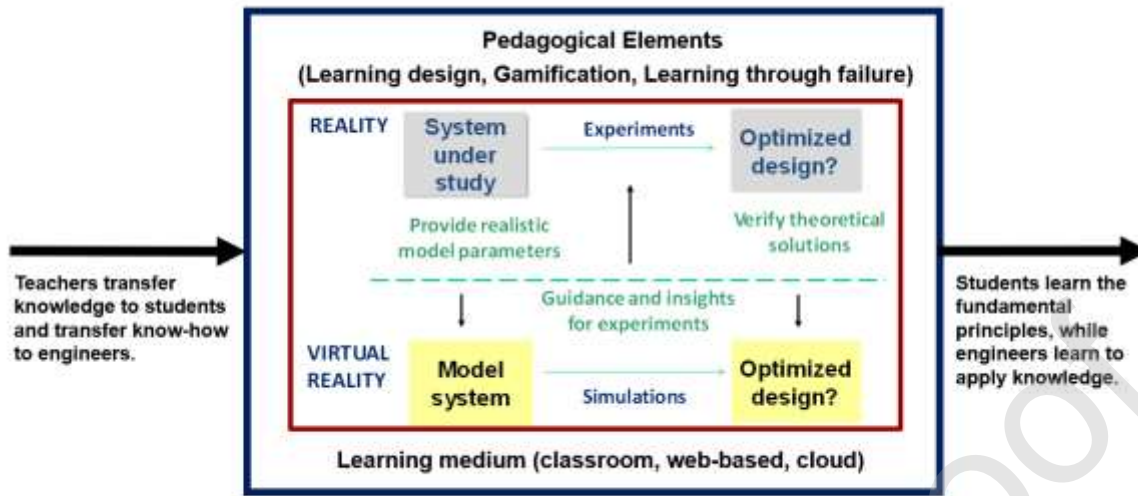 Pedagogical Elements
(Learning design, Gamification, Learning through failure)
REALITY
System
under
study
Experiments
Optimized
design?
Provide realistic
model parameters
Verify theoretical
solutions
Teachers transfer
knowledge to students
and transfer know-how
to engineers.
Guidance and insights
for experiments
Students learn the
fundamental
principles, while
engineers learn to
apply knowledge.
VIRTUAL
REALITY
Model
system
Simulations
Optimized
design?
Learning medium (classroom, web-based, cloud)